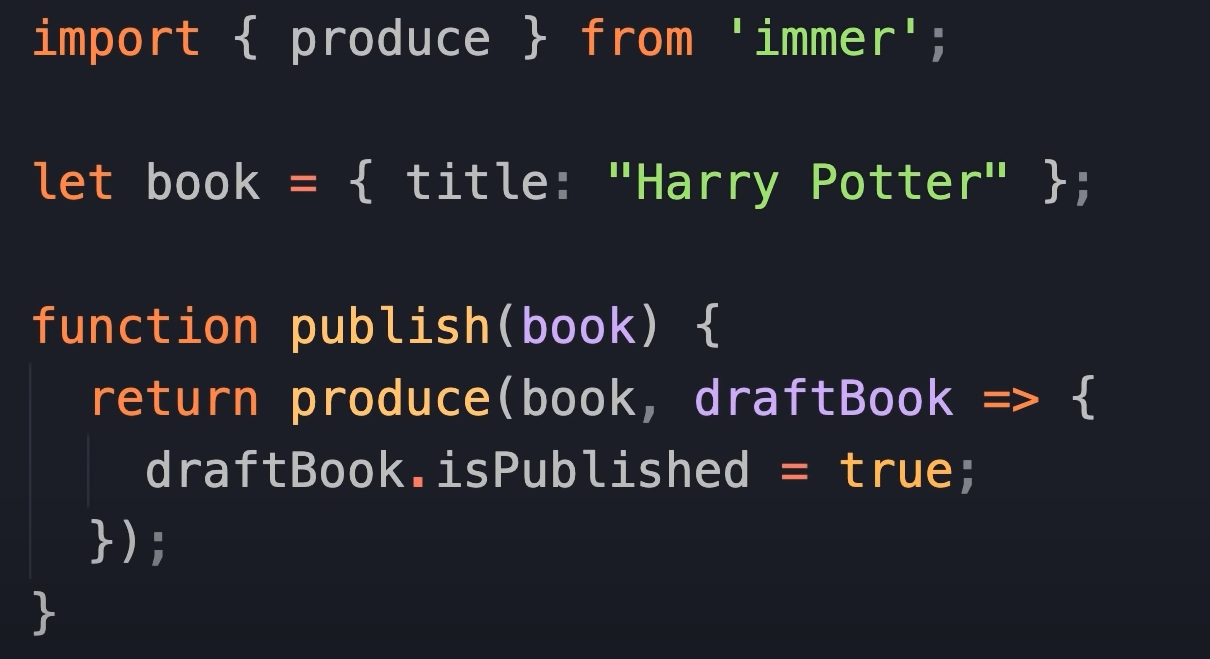 import { produce } from 'immer';
let book = { title: "Harry Potter" };
function publish(book) {
  return produce(book, draftBook => {
    draftBook.isPublished = true;
  });
}